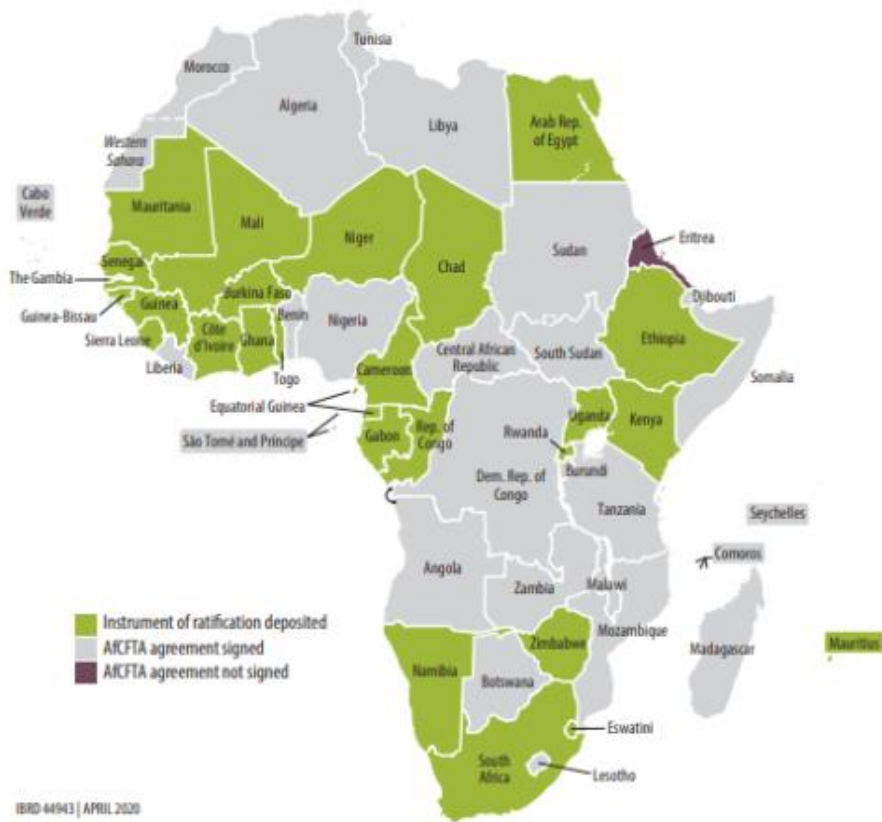 Tunisia
Morocco
Algeria
Libya
Arab Rep.
of Egypt
Western
Sahara
Cabo
Verde
Mauritania
Mali
Niger
Chad
Sudan
Eritrea
Senegal
The Gambia
Guinea-Bissau
Guinea
Burkina Faso
Benin
Nigeria
Djibouti
Ethiopia
Sierra Leone
Côte
d'Ivoire
Ghana
Liberia
Togo
Cameroon
Central African
Republic
South Sudan
Somalia
Equatorial Guinea
São Tomé and Príncipe
Gabon
Rep. of
Congo
Uganda
Kenya
Rwanda
Burundi
Dem. Rep. of
Congo
Tanzania
Seychelles
Comoros
Angola
Zambia
Malawi
Mozambique
Madagascar
Mauritius
Zimbabwe
Namibia
Botswana
Eswatini
South
Africa
Lesotho
Instrument of ratification deposited
AfCFTA agreement signed
AfCFTA agreement not signed
IBRD 44943 | APRIL 2020